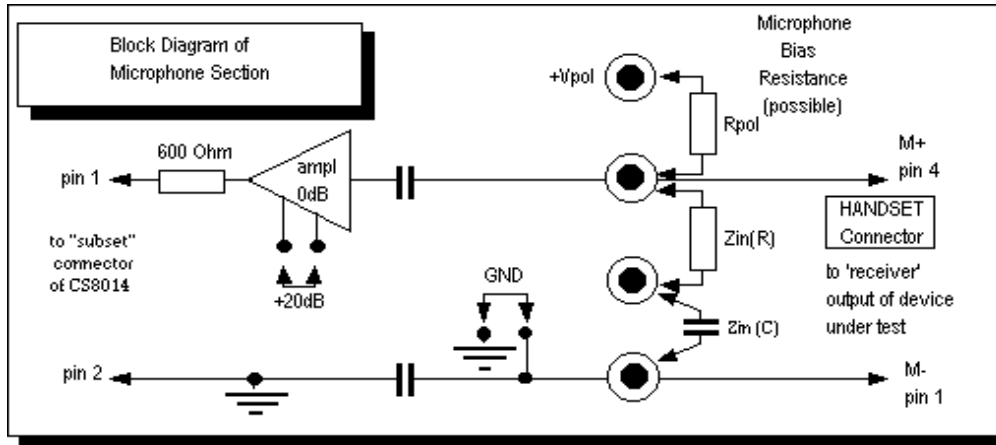 Block Diagram of
Microphone Section
Microphone
Bias
Resistance
(possible)
+Vpol
Rpol
600 Ohm
pin 1
ampl
0dB
M+
pin 4
HANDSET
Connector
Zin(R)
to "subset"
connector
of CS8014
+20dB
GND
to 'receiver'
output of device
under test
Zin (C)
pin 2
M-
pin 1